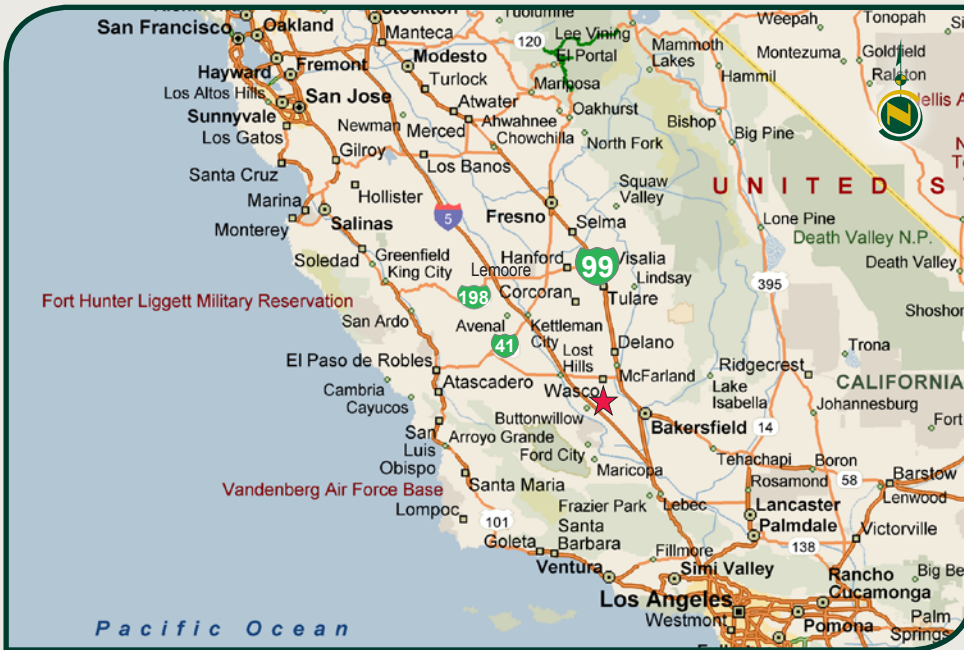 Stockton
Tuolumne
Weepah
Tonopah
San Francisco
Oakland
Manteca
120
Lee Vining
El Portal
Mammoth
Lakes
Montezuma
Goldfield
Hayward
Fremont
Modesto
Turlock
Mariposa
Hammil
Ralston
Los Altos Hills
San Jose
Atwater
Oakhurst
Nellis A
Sunnyvale
Los Gatos
Newman
Merced
Ahwahnee
Chowchilla
Bishop
Big Pine
Gilroy
North Fork
Santa Cruz
Los Banos
Hollister
Squaw
Valley
UNITED S
Marina
Salinas
5
Fresno
Selma
Lone Pine
Monterey
Death Valley N.P.
Soledad
Greenfield
King City
Lemoore
Hanford
99
Visalia
Lindsay
Death Valley
395
Fort Hunter Liggett Military Reservation
198
Corcoran
Tulare
San Ardo
Avenal
Kettleman
City
41
Shoshon
Lost
Hills
Delano
Trona
El Paso de Robles
McFarland
Ridgecrest
Atascadero
Wasco
Lake
Isabella
CALIFORNIA
Cambria
Cayucos
Buttonwillow
Johannesburg
Bakersfield
14
Fort
San
Luis
Obispo
Arroyo Grande
Ford City
Tehachapi
Boron
Maricopa
Rosamond
58
Barstow
Lenwood
Vandenberg Air Force Base
Santa Maria
Lompoc
Frazier Park
Lebec
Lancaster
Palmdale
101
Santa
Barbara
Victorville
Goleta
Fillmore
138
Ventura
Simi Valley
Rancho
Cucamonga
Big Be
Los Angeles
Westmont
Pomona
Palm
Springs
Pacific Ocean